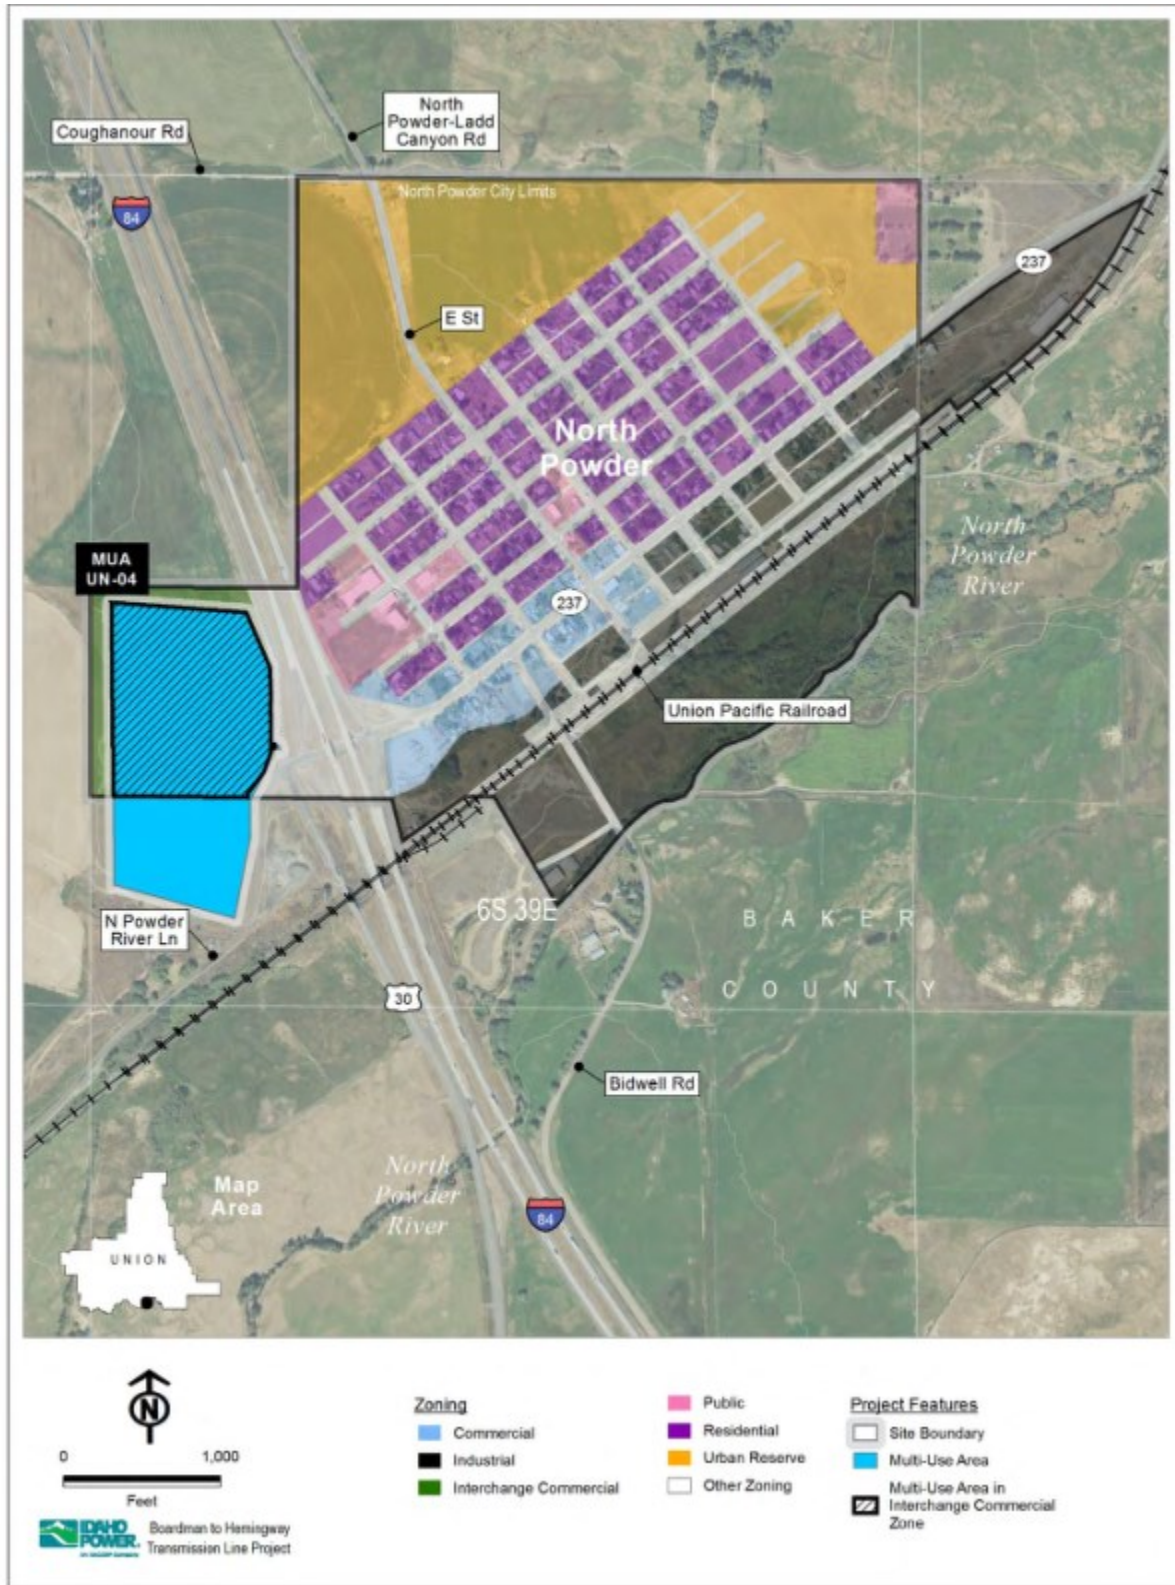 North
Powder-Ladd
Canyon Rd
Coughanour Rd
84
North Powder City Limits
237
E St
North
Powder
MUA
UN-04
North
Powder
River
237
Union Pacific Railroad
N Powder
River Ln
6S 39E
BAKER
COUNTY
30
Bidwell Rd
North
Powder
River
Map
Area
UNION
84
N
0 1,000
Feet
IDAHO
POWER.
Boardman to Hemingway
Transmission Line Project
Zoning
Commercial
Industrial
Interchange Commercial
Public
Residential
Urban Reserve
Other Zoning
Project Features
Site Boundary
Multi-Use Area
Multi-Use Area in
Interchange Commercial
Zone